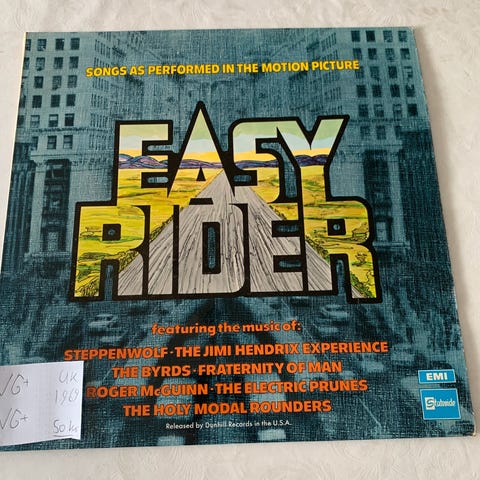 SONGS AS PERFORMED IN THE MOTION PICTURE
EASY
RIDER
featuring the music of:
STEPPENWOLF · THE JIMI HENDRIX EXPERIENCE
THE BYRDS · FRATERNITY OF MAN
ROGER McGUINN · THE ELECTRIC PRUNES
THE HOLY MODAL ROUNDERS
Released by Dunhill Records in the U.S.A.
EMI
Stateside
VG+ UK
1969
VG+ 50 kr